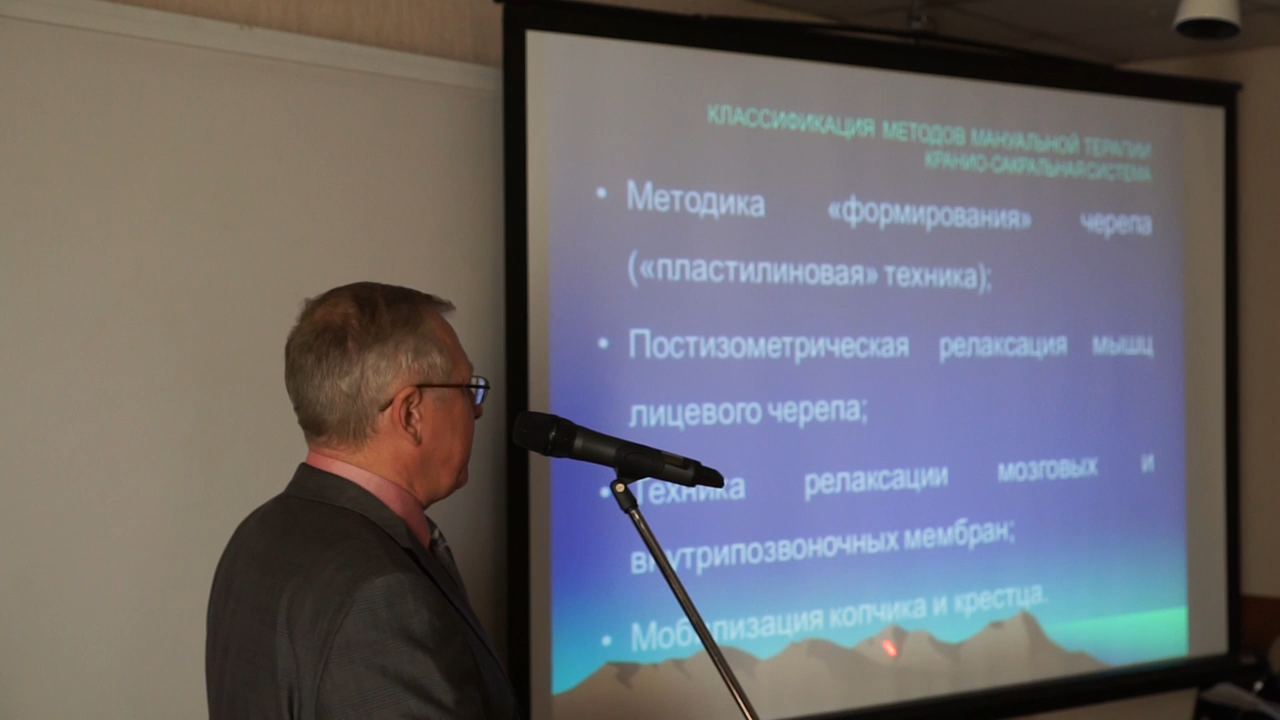 КЛАССИФИКАЦИЯ МЕТОДОВ МАНУАЛЬНОЙ ТЕРАПИИ
КРАНИО-САКРАЛЬНАЯ СИСТЕМА
• Методика «формирования» черепа
(«пластилиновая» техника);
• Постизометрическая релаксация мышц
лицевого черепа;
• Техника релаксации мозговых и
внутрипозвоночных мембран;
• Мобилизация копчика и крестца.